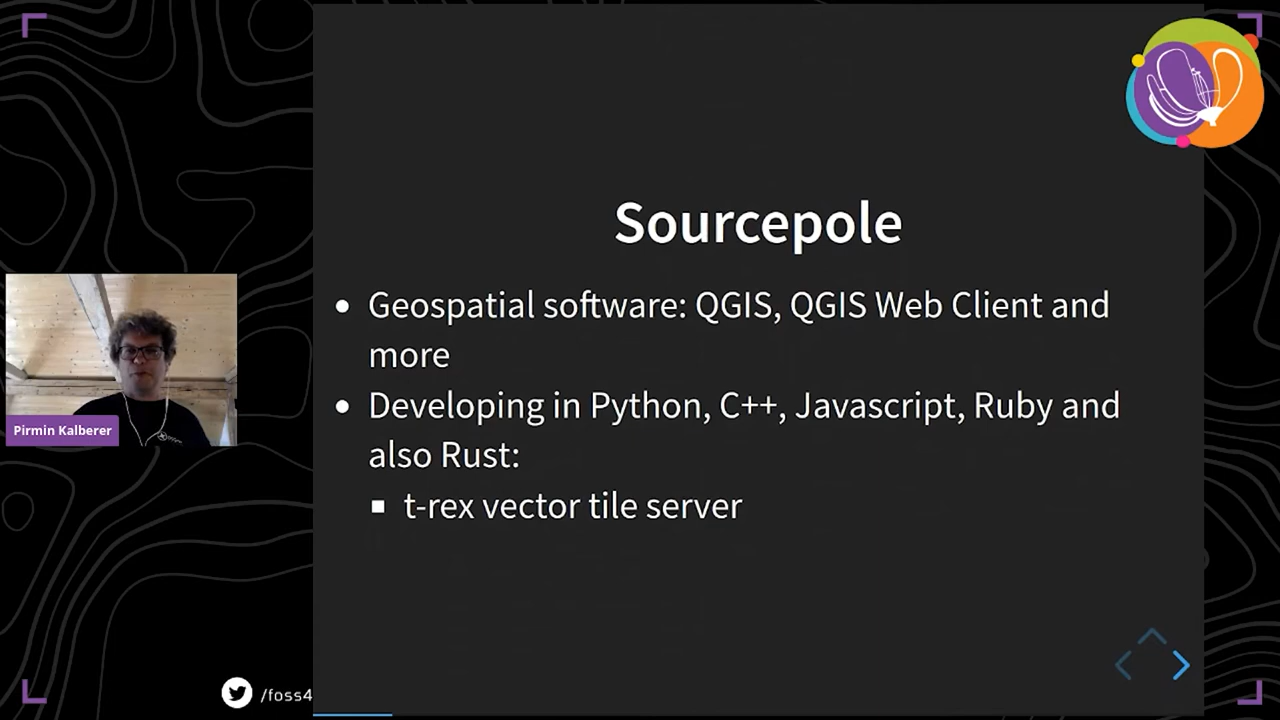 Sourcepole
• Geospatial software: QGIS, QGIS Web Client and
more
• Developing in Python, C++, Javascript, Ruby and
also Rust:
▪ t-rex vector tile server
Pirmin Kalberer
/foss4